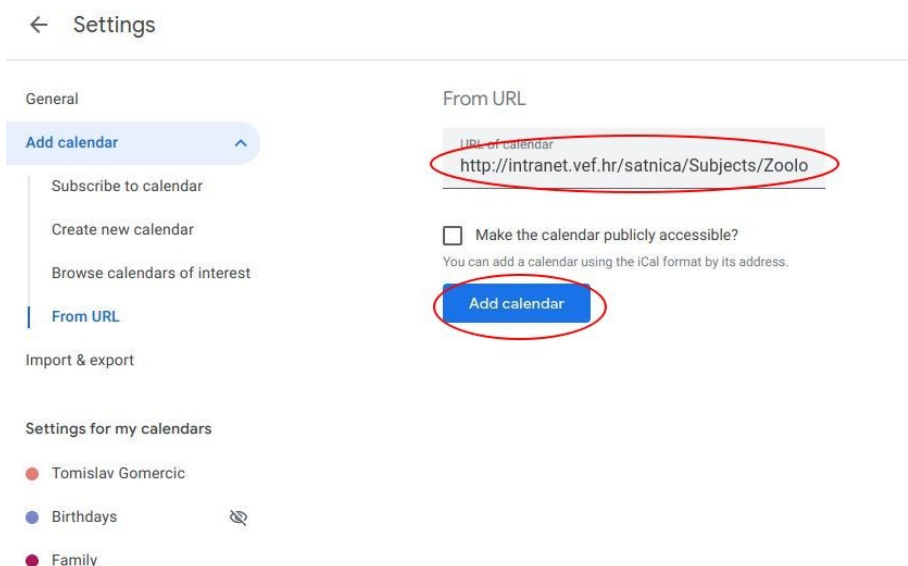 Settings
General
Add calendar
Subscribe to calendar
Create new calendar
Browse calendars of interest
From URL
Import & export
Settings for my calendars
Tomislav Gomercic
Birthdays
Family
From URL
URL of calendar
http://intranet.vef.hr/satnica/Subjects/Zoolo
Make the calendar publicly accessible?
You can add a calendar using the iCal format by its address.
Add calendar